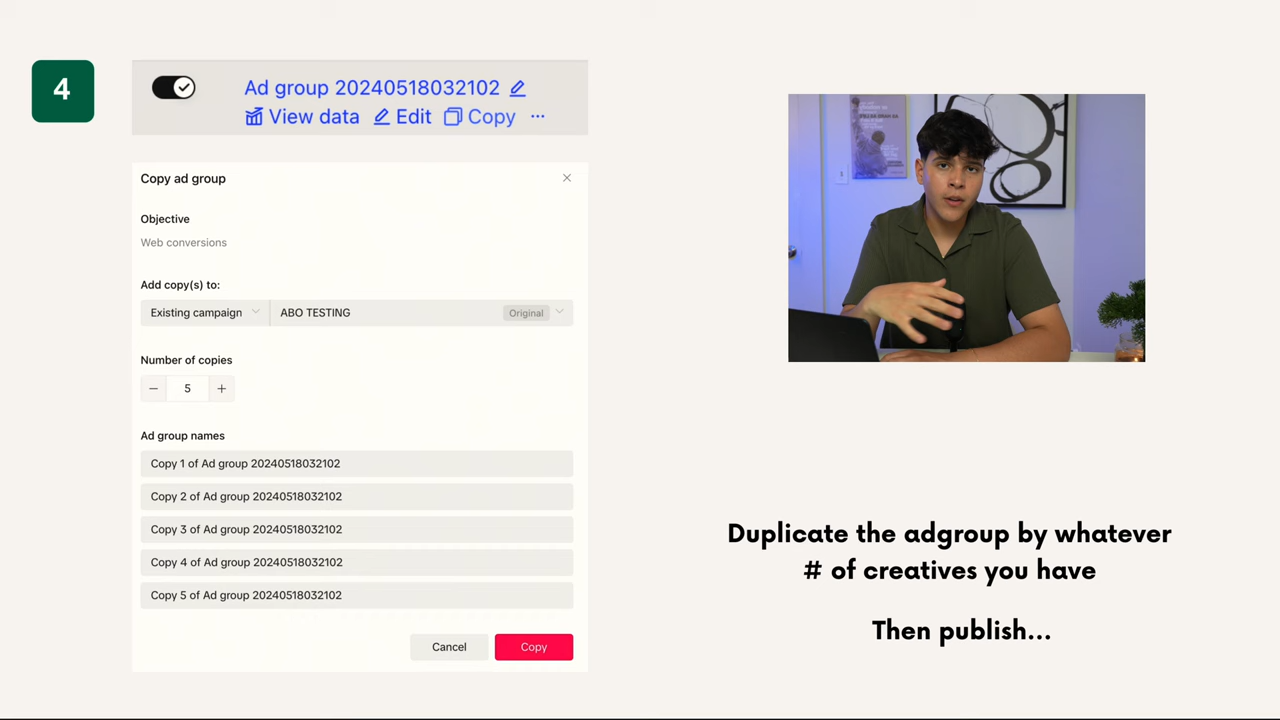 4
Ad group 20240518032102
View data Edit Copy ...
Copy ad group
Objective
Web conversions
Add copy(s) to:
Existing campaign ABO TESTING Original
Number of copies
− 5 +
Ad group names
Copy 1 of Ad group 20240518032102
Copy 2 of Ad group 20240518032102
Copy 3 of Ad group 20240518032102
Copy 4 of Ad group 20240518032102
Copy 5 of Ad group 20240518032102
Cancel Copy
Duplicate the adgroup by whatever
# of creatives you have
Then publish...